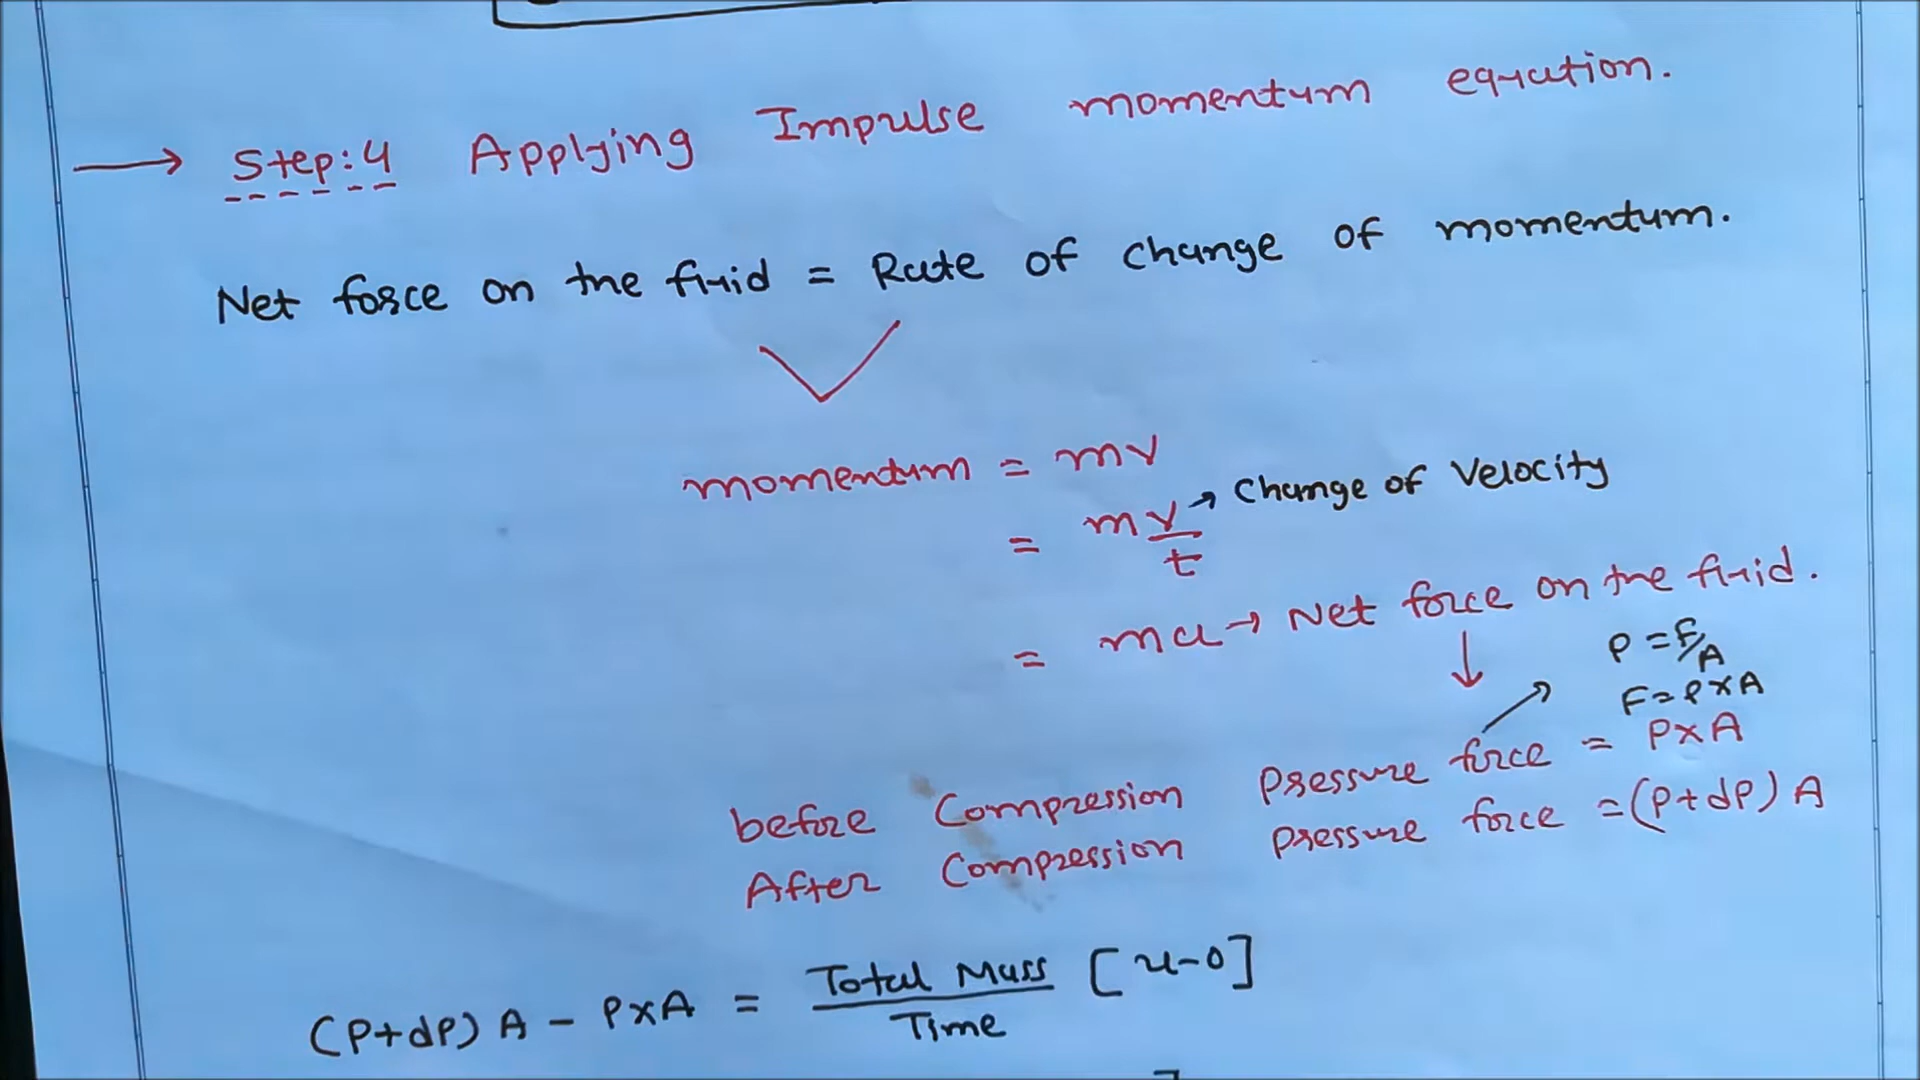 → Step:4 Applying Impulse momentum equation.
Net force on the fluid = Rate of change of momentum.
momentum = mv
= mv/t → Change of Velocity
= ma → Net force on the fluid.
P = F/A
F = P×A
before Compression Pressure force = P×A
After Compression pressure force = (P+dP) A
(P+dP) A - P×A = Total Mass/Time [u-0]